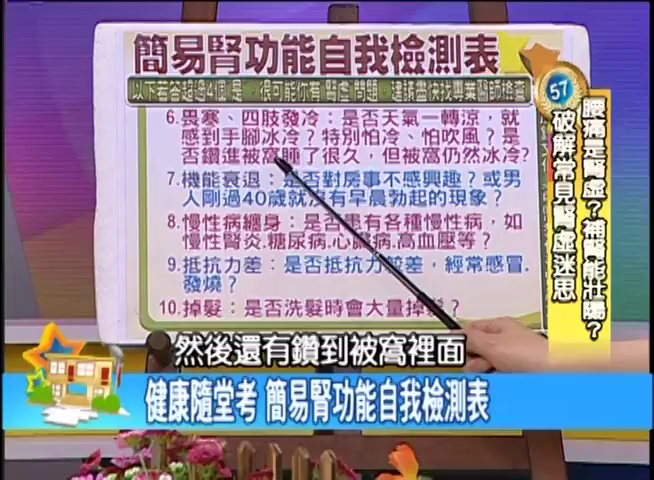 簡易腎功能自我檢測表
以下若答超過4個是，很可能你有腎虛問題，建議盡快找專業醫師檢查
6.畏寒、四肢發冷：是否天氣一轉涼，就
感到手腳冰冷？特別怕冷、怕吹風？是
否鑽進被窩睡了很久，但被窩仍然冰冷？
7.機能衰退：是否對房事不感興趣？或男
人剛過40歲就沒有早晨勃起的現象？
8.慢性病纏身：是否患有各種慢性病，如
慢性腎炎.糖尿病.心臟病.高血壓等？
9.抵抗力差：是否抵抗力較差，經常感冒.
發燒？
10.掉髮：是否洗髮時會大量掉髮？
57
腰痛是腎虛？補腎能壯陽？
破解常見腎虛迷思
然後還有鑽到被窩裡面
健康隨堂考 簡易腎功能自我檢測表